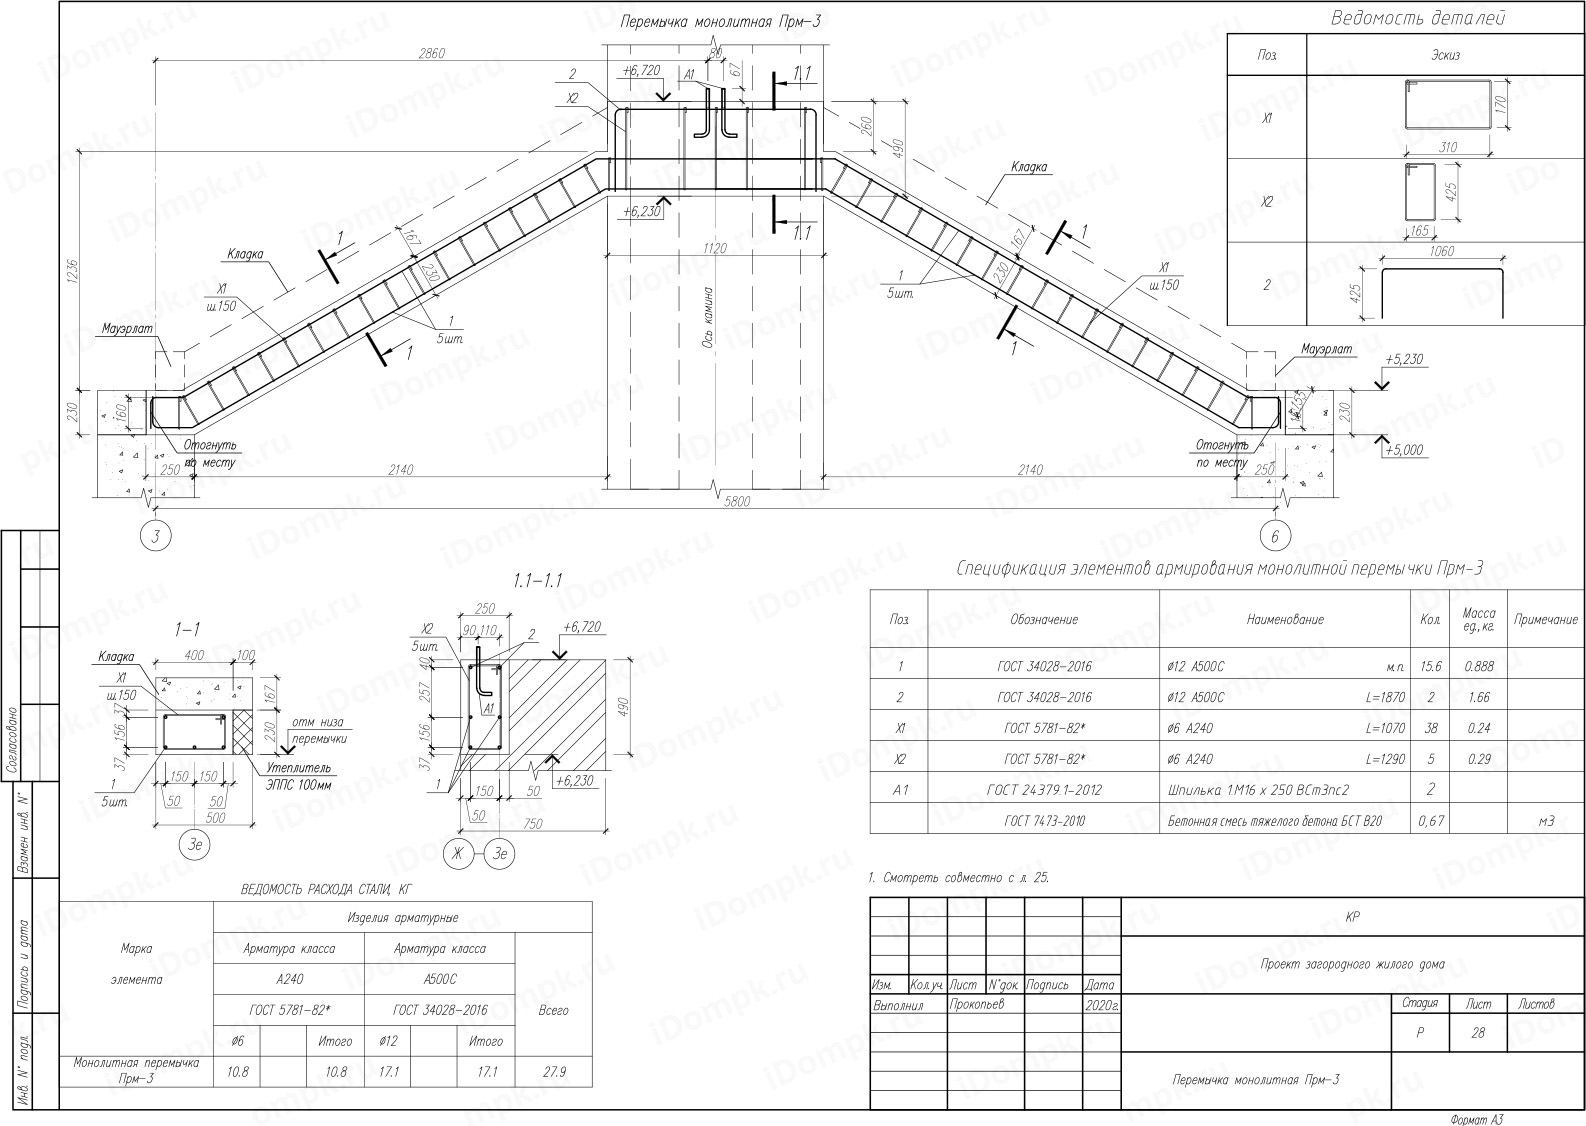 Перемычка монолитная Прм-3
2860
80
+6,720
А1
67
1.1
2
Х2
260
490
Кладка
+6,230
1.1
1120
1
167
230
Кладка
1236
Х1
ш.150
1
5шт.
Мауэрлат
1
Ось камина
1
167
230
1
5шт.
Х1
ш.150
1
Мауэрлат
+5,230
155
230
160
230
Отогнуть
по месту
250
2140
2140
Отогнуть
по месту
250
+5,000
5800
3
6
Ведомость деталей
Поз.
Эскиз
Х1
170
310
Х2
425
165
2
1060
425
1-1
400
100
Кладка
Х1
ш.150
37
156
37
167
230
отм низа
перемычки
Утеплитель
ЭППС 100мм
1
5шт.
150
150
50
50
500
3е
1.1-1.1
250
90
110
2
Х2
5шт.
+6,720
40
257
156
37
А1
490
1
+6,230
150
50
50
750
Ж
3е
Спецификация элементов армирования монолитной перемычки Прм-3
Поз. Обозначение Наименование Кол. Масса ед., кг. Примечание
1 ГОСТ 34028-2016 ø12 А500С м.п. 15.6 0.888
2 ГОСТ 34028-2016 ø12 А500С L=1870 2 1.66
Х1 ГОСТ 5781-82* ø6 А240 L=1070 38 0.24
Х2 ГОСТ 5781-82* ø6 А240 L=1290 5 0.29
А1 ГОСТ 24379.1-2012 Шпилька 1.М16 х 250 ВСт3пс2 2
ГОСТ 7473-2010 Бетонная смесь тяжелого бетона БСТ В20 0,67 м3
1. Смотреть совместно с л. 25.
ВЕДОМОСТЬ РАСХОДА СТАЛИ, КГ
Марка
элемента
Изделия арматурные
Арматура класса Арматура класса
А240 А500С
ГОСТ 5781-82* ГОСТ 34028-2016 Всего
ø6 Итого ø12 Итого
Монолитная перемычка
Прм-3
10.8 10.8 17.1 17.1 27.9
КР
Проект загородного жилого дома
Изм. Кол.уч. Лист N°док. Подпись Дата
Выполнил Прокопьев 2020г.
Стадия Лист Листов
Р 28
Перемычка монолитная Прм-3
Формат А3
Согласовано
Взамен инв. N°
Подпись и дата
Инв. N° подл.
iDompk.ru